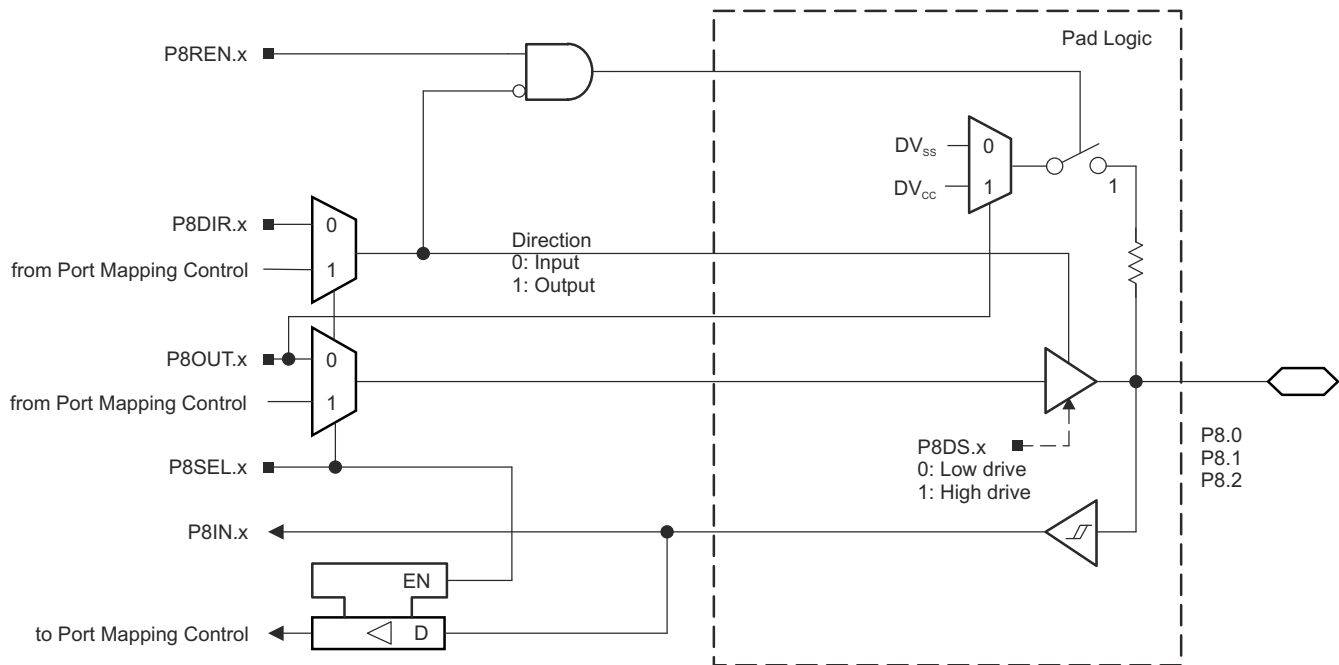 Pad Logic
P8REN.x
DVss
0
DVcc
1
1
P8DIR.x
0
from Port Mapping Control
1
Direction
0: Input
1: Output
P8OUT.x
0
from Port Mapping Control
1
P8SEL.x
P8DS.x
0: Low drive
1: High drive
P8.0
P8.1
P8.2
P8IN.x
EN
to Port Mapping Control
D